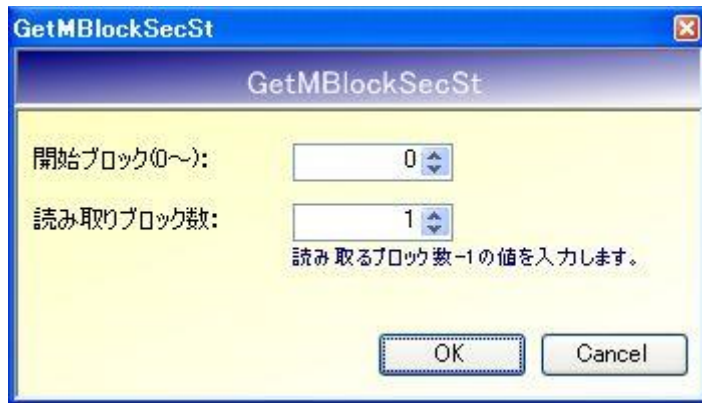 GetMBlockSecSt
GetMBlockSecSt
開始ブロック(0～): 0
読み取りブロック数: 1
読み取るブロック数-1の値を入力します。
OK Cancel